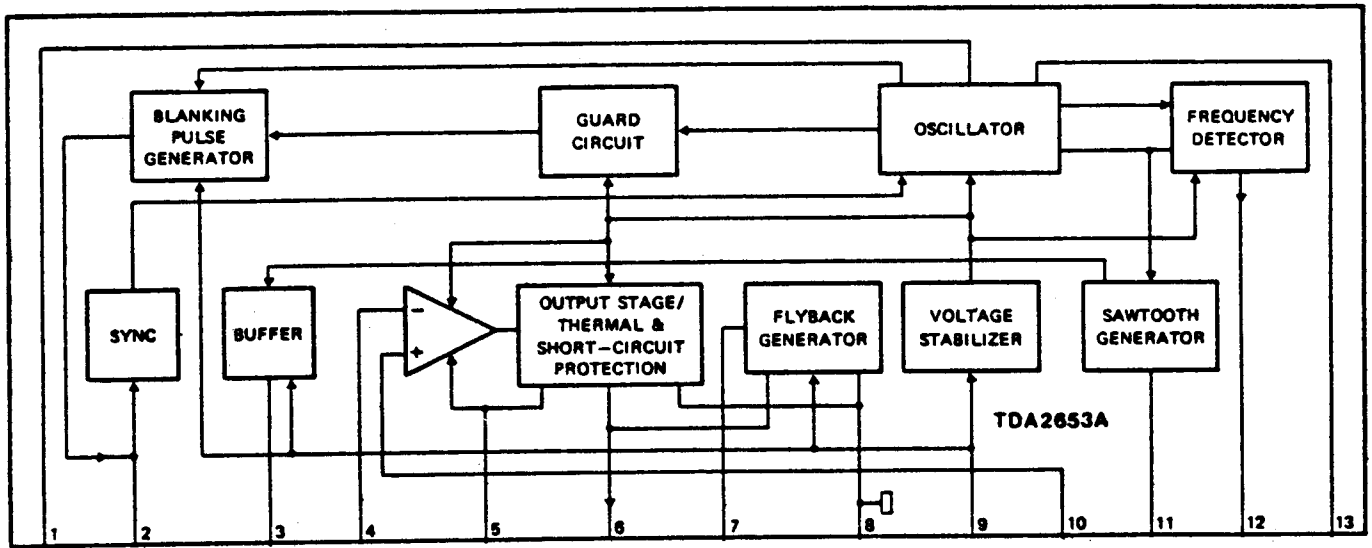 BLANKING
PULSE
GENERATOR
GUARD
CIRCUIT
OSCILLATOR
FREQUENCY
DETECTOR
SYNC
BUFFER
−
+
OUTPUT STAGE/
THERMAL &
SHORT-CIRCUIT
PROTECTION
FLYBACK
GENERATOR
VOLTAGE
STABILIZER
SAWTOOTH
GENERATOR
TDA2653A
1 2 3 4 5 6 7 8 9 10 11 12 13